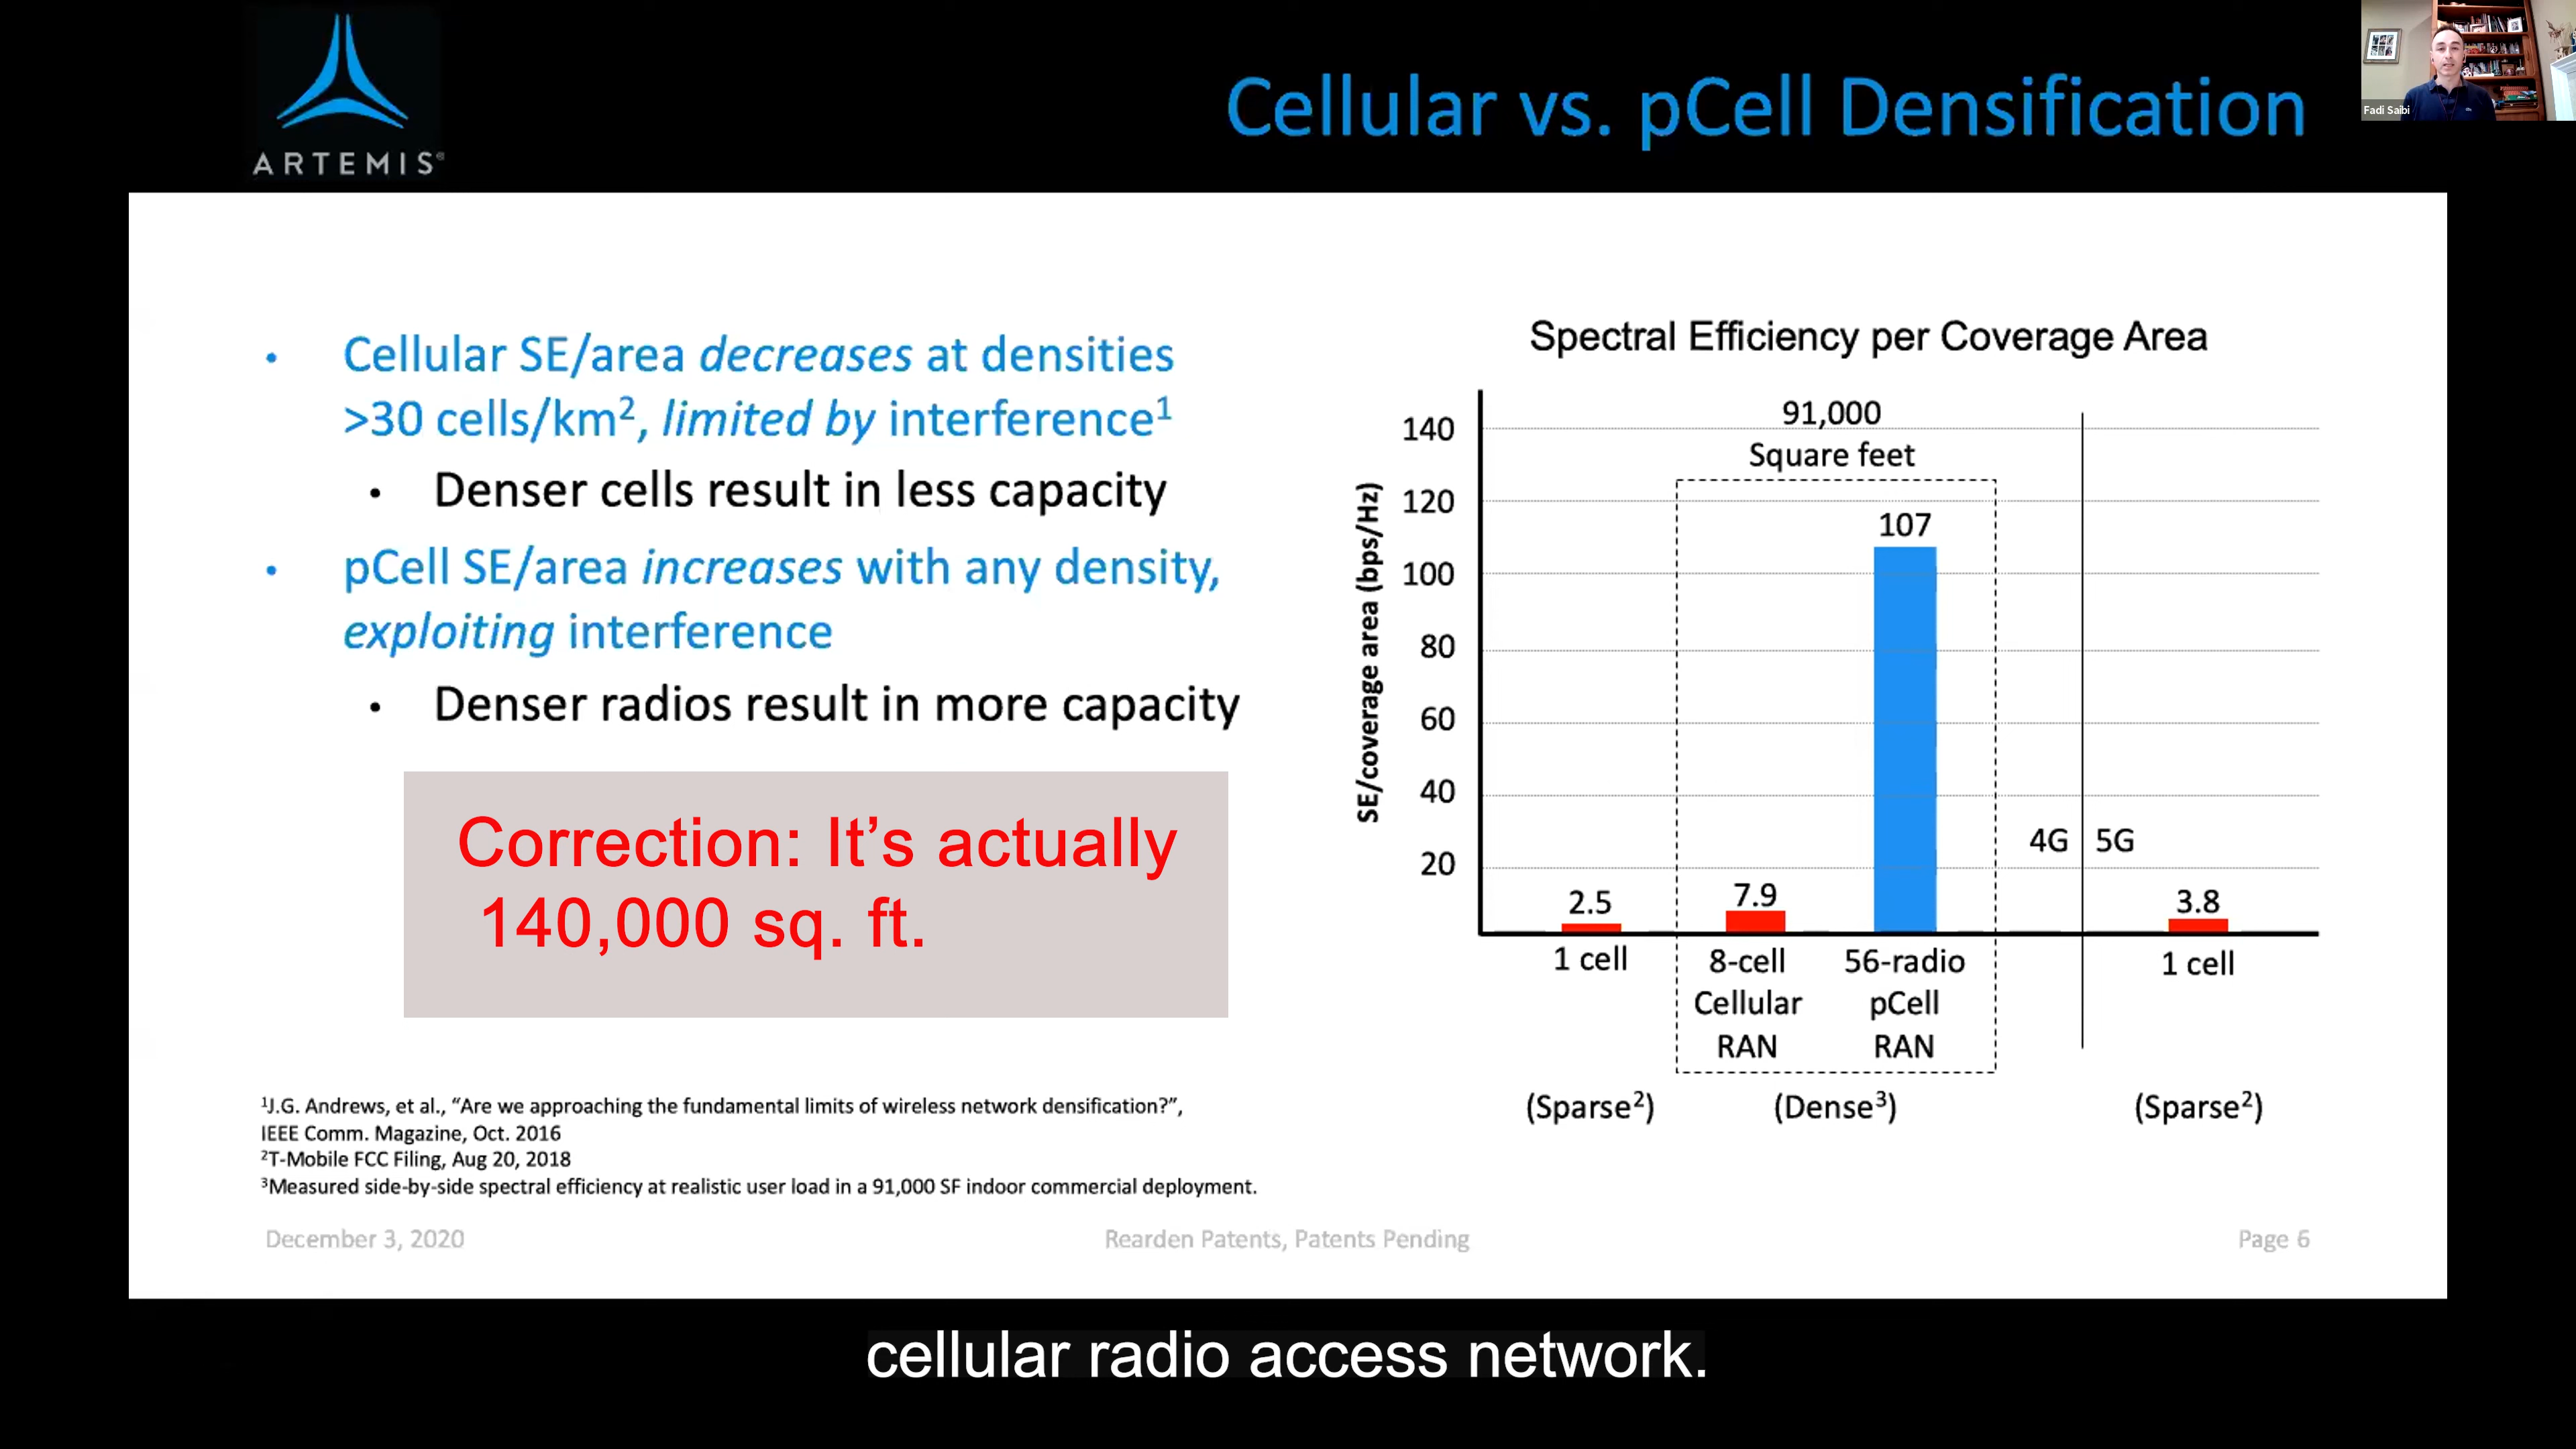 ARTEMIS®
Cellular vs. pCell Densification
Fadi Saibi
• Cellular SE/area decreases at densities
>30 cells/km², limited by interference¹
• Denser cells result in less capacity
• pCell SE/area increases with any density,
exploiting interference
• Denser radios result in more capacity
Correction: It’s actually
140,000 sq. ft.
¹J.G. Andrews, et al., “Are we approaching the fundamental limits of wireless network densification?”,
IEEE Comm. Magazine, Oct. 2016
²T-Mobile FCC Filing, Aug 20, 2018
³Measured side-by-side spectral efficiency at realistic user load in a 91,000 SF indoor commercial deployment.
Spectral Efficiency per Coverage Area
SE/coverage area (bps/Hz)
140
120
100
80
60
40
20
91,000
Square feet
2.5
7.9
107
3.8
4G
5G
1 cell
8-cell
Cellular
RAN
56-radio
pCell
RAN
1 cell
(Sparse²)
(Dense³)
(Sparse²)
December 3, 2020
Rearden Patents, Patents Pending
Page 6
cellular radio access network.